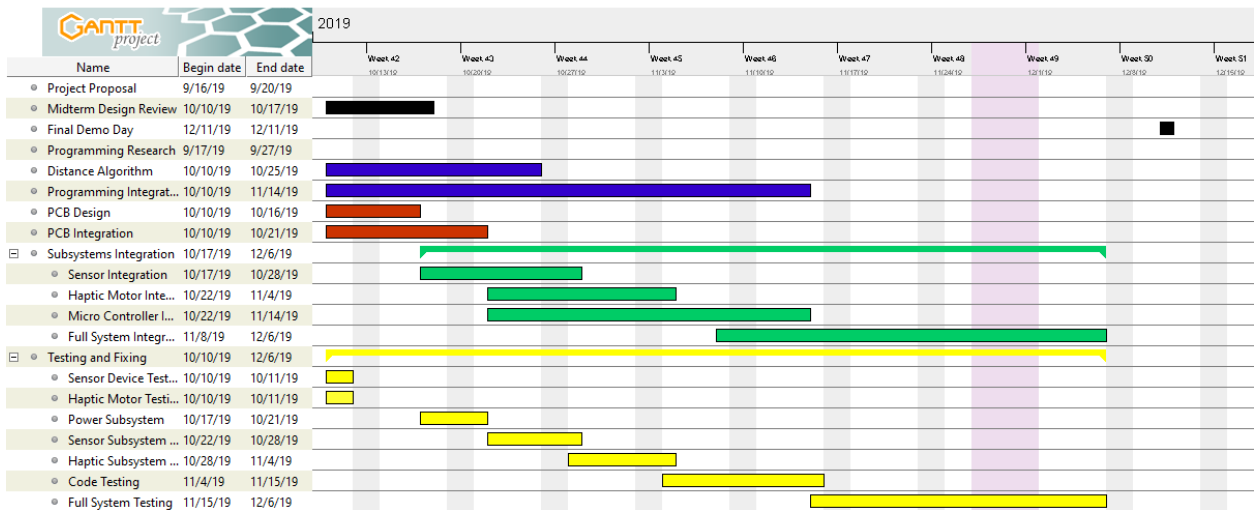 GANTT
project
2019
Week 42 Week 43 Week 44 Week 45 Week 46 Week 47 Week 48 Week 49 Week 50 Week 51
10/13/19 10/20/19 10/27/19 11/3/19 11/10/19 11/17/19 11/24/19 12/1/19 12/8/19 12/15/19
Name Begin date End date
Project Proposal 9/16/19 9/20/19
Midterm Design Review 10/10/19 10/17/19
Final Demo Day 12/11/19 12/11/19
Programming Research 9/17/19 9/27/19
Distance Algorithm 10/10/19 10/25/19
Programming Integrat... 10/10/19 11/14/19
PCB Design 10/10/19 10/16/19
PCB Integration 10/10/19 10/21/19
Subsystems Integration 10/17/19 12/6/19
Sensor Integration 10/17/19 10/28/19
Haptic Motor Inte... 10/22/19 11/4/19
Micro Controller I... 10/22/19 11/14/19
Full System Integr... 11/8/19 12/6/19
Testing and Fixing 10/10/19 12/6/19
Sensor Device Test... 10/10/19 10/11/19
Haptic Motor Testi... 10/10/19 10/11/19
Power Subsystem 10/17/19 10/21/19
Sensor Subsystem ... 10/22/19 10/28/19
Haptic Subsystem ... 10/28/19 11/4/19
Code Testing 11/4/19 11/15/19
Full System Testing 11/15/19 12/6/19